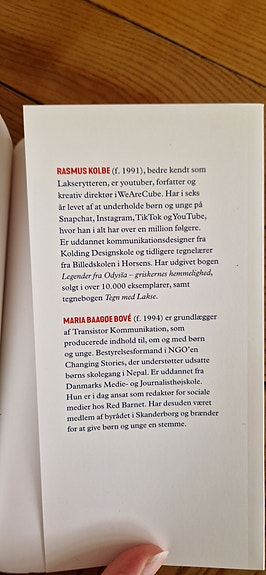 RASMUS KOLBE (f. 1991), bedre kendt som
Lakserytteren, er youtuber, forfatter og
kreativ direktør i WeAreCube. Har i seks
år levet af at underholde børn og unge på
Snapchat, Instagram, TikTok og YouTube,
hvor han i alt har over en million følgere.
Er uddannet kommunikationsdesigner fra
Kolding Designskole og tidligere tegnelærer
fra Billedskolen i Horsens. Har udgivet bogen
Legender fra Odyßa – griskernes hemmelighed,
solgt i over 10.000 eksemplarer, samt
tegnebogen Tegn med Lakse.
MARIA BAAGØE BOVÉ (f. 1994) er grundlægger
af Transistor Kommunikation, som
producerede indhold til, om og med børn
og unge. Bestyrelsesformand i NGO'en
Changing Stories, der understøtter udsatte
børns skolegang i Nepal. Er uddannet fra
Danmarks Medie- og Journalisthøjskole.
Hun er i dag ansat som redaktør for sociale
medier hos Red Barnet. Har desuden været
medlem af byrådet i Skanderborg og brænder
for at give børn og unge en stemme.